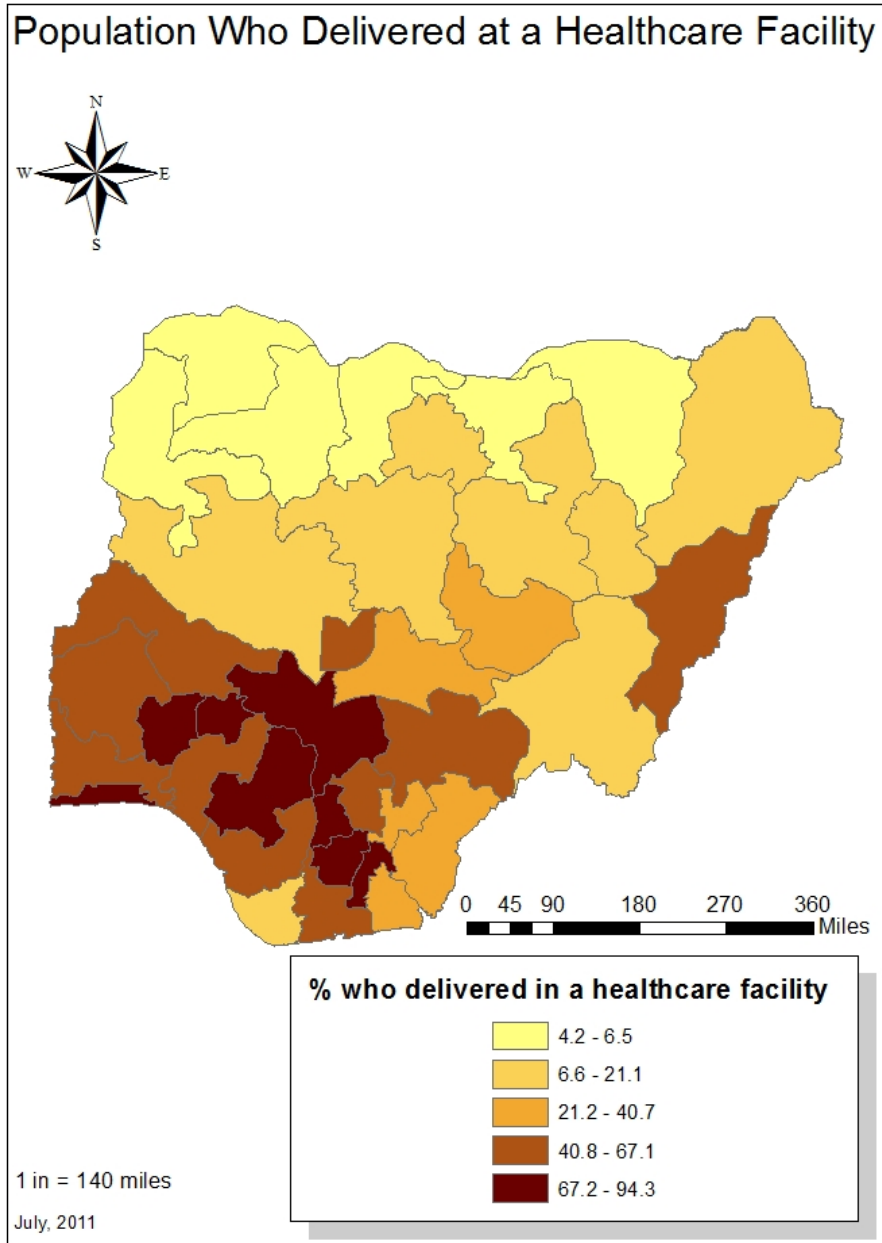 Population Who Delivered at a Healthcare Facility
N
W E
S
0 45 90 180 270 360
Miles
% who delivered in a healthcare facility
4.2 - 6.5
6.6 - 21.1
21.2 - 40.7
40.8 - 67.1
67.2 - 94.3
1 in = 140 miles
July, 2011